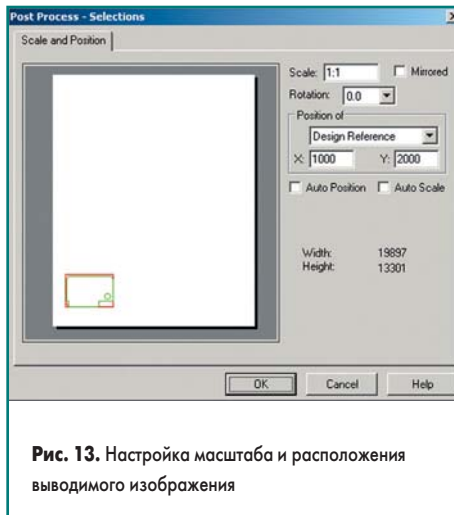 Post Process - Selections
Scale and Position
Scale: 1:1 Mirrored
Rotation: 0.0
Position of
Design Reference
X: 1000 Y: 2000
Auto Position Auto Scale
Width: 19897
Height: 13301
OK Cancel Help
Рис. 13. Настройка масштаба и расположения
выводимого изображения